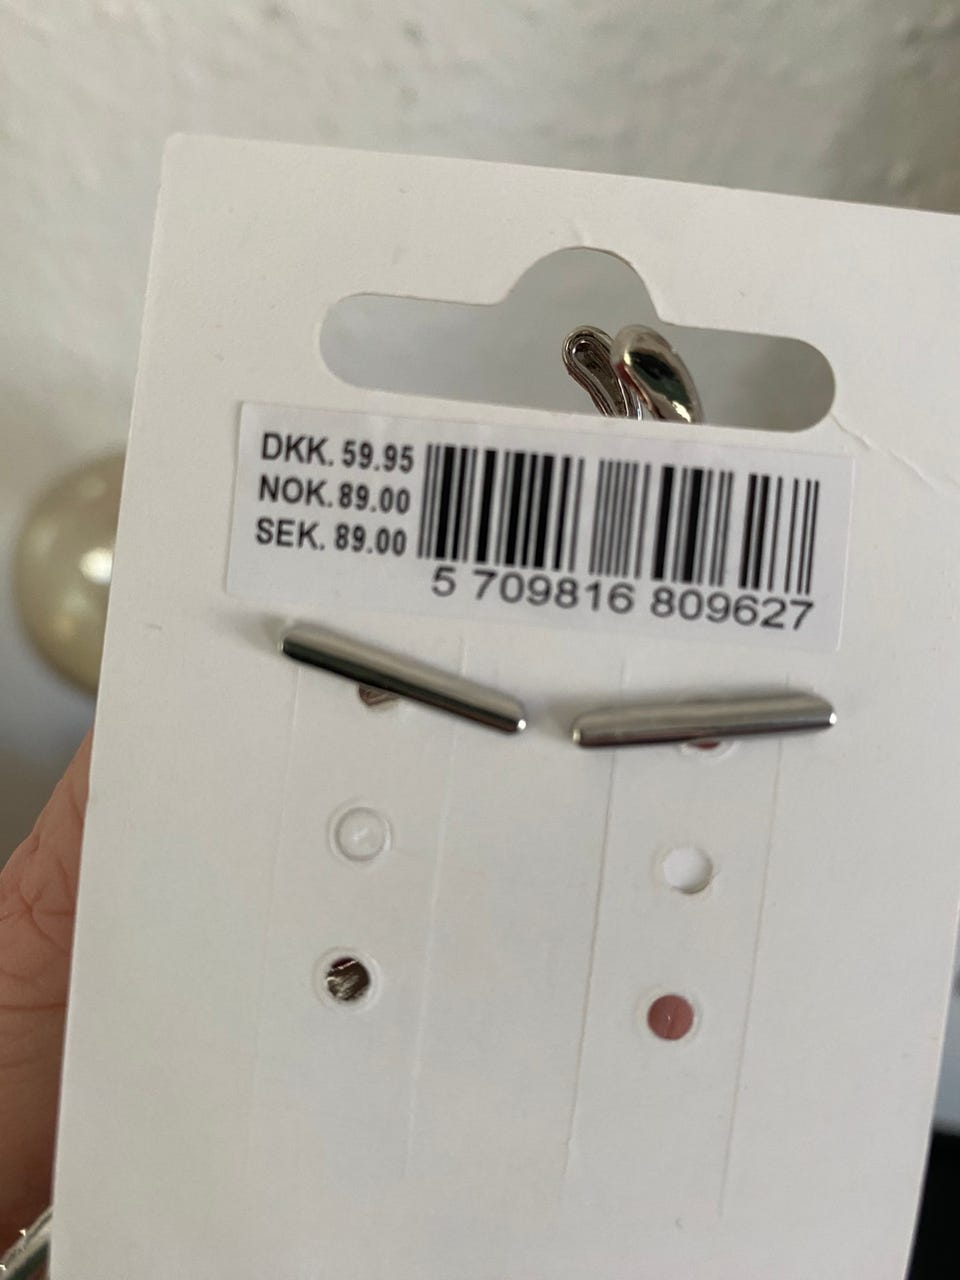 DKK. 59.95
NOK. 89.00
SEK. 89.00
5 709816 809627